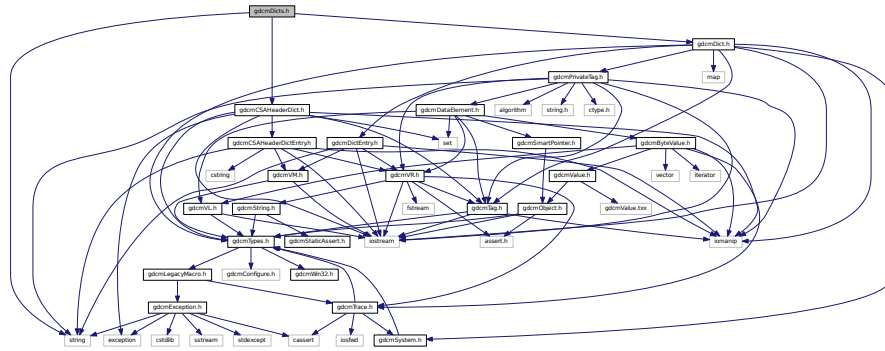 gdcmDicts.h
gdcmDict.h
gdcmPrivateTag.h
map
gdcmCSAHeaderDict.h
gdcmDataElement.h
algorithm
string.h
ctype.h
gdcmCSAHeaderDictEntry.h
gdcmDictEntry.h
set
gdcmSmartPointer.h
gdcmByteValue.h
cstring
gdcmVM.h
gdcmVR.h
gdcmValue.h
vector
iterator
gdcmVL.h
gdcmString.h
fstream
gdcmTag.h
gdcmObject.h
gdcmValue.txx
gdcmTypes.h
gdcmStaticAssert.h
iostream
assert.h
iomanip
gdcmLegacyMacro.h
gdcmConfigure.h
gdcmWin32.h
gdcmException.h
gdcmTrace.h
string
exception
cstdlib
sstream
stdexcept
cassert
iosfwd
gdcmSystem.h